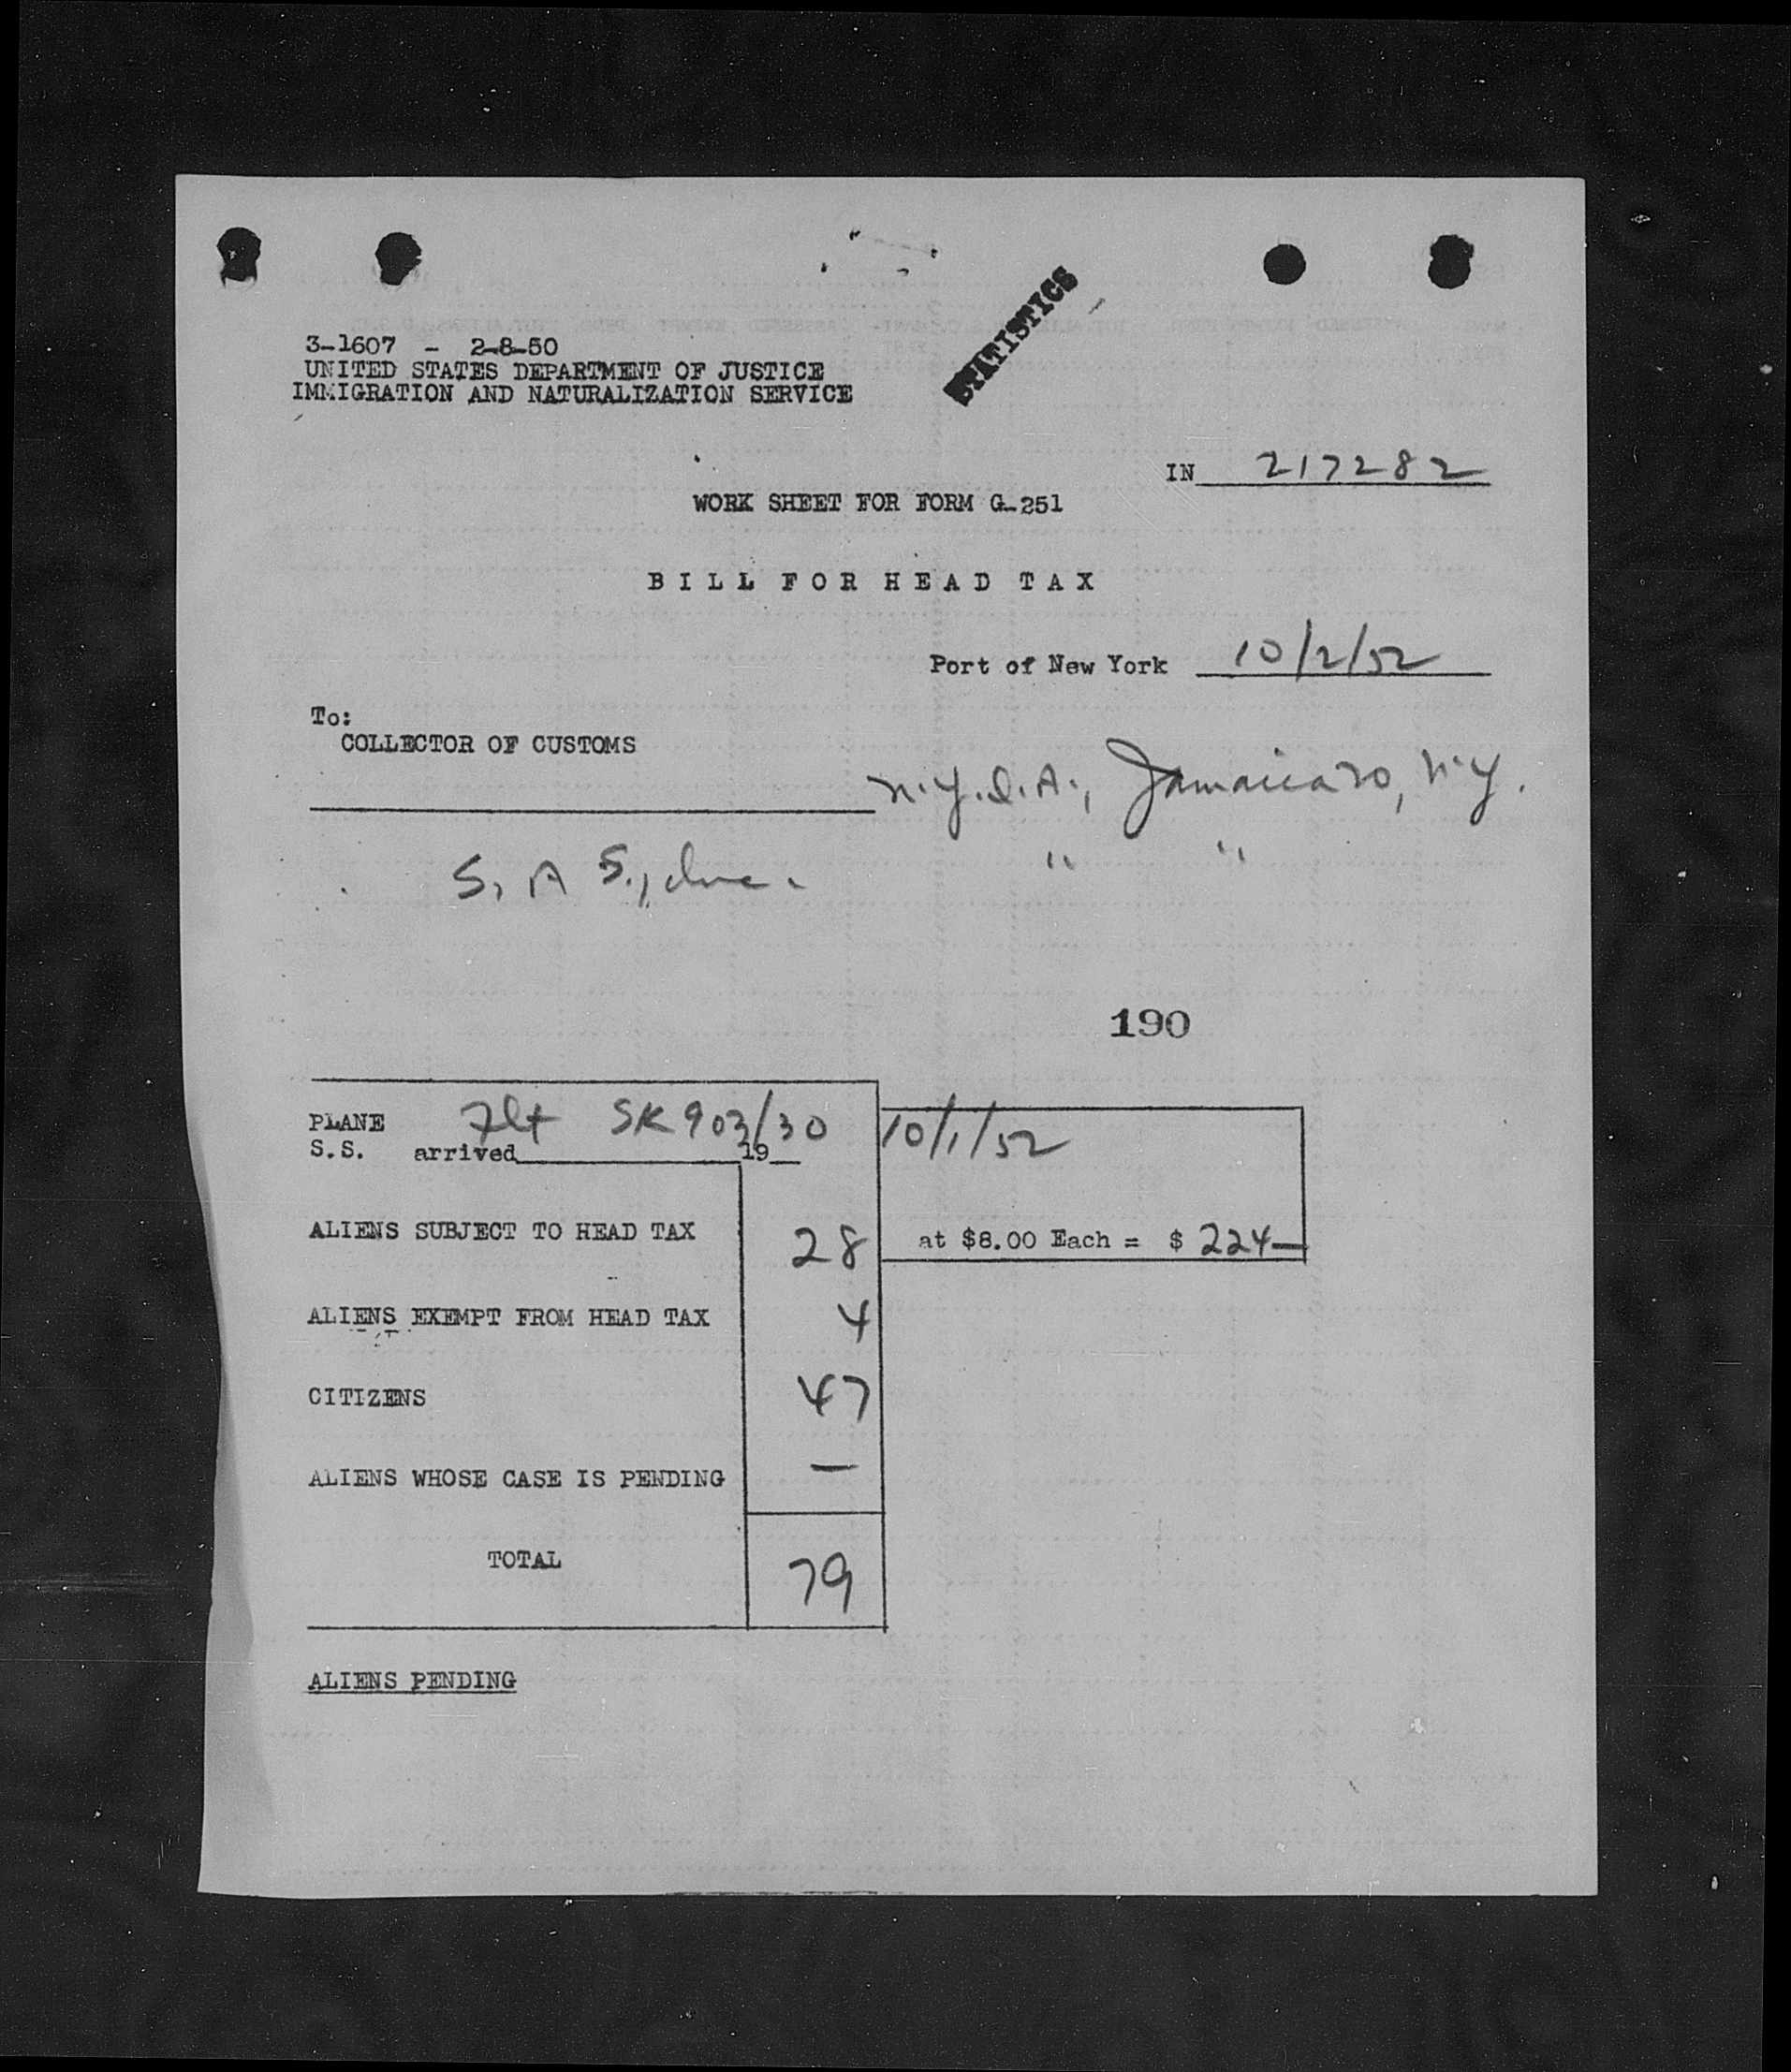 STATISTICS
3-1607 - 2-8-50
UNITED STATES DEPARTMENT OF JUSTICE
IMMIGRATION AND NATURALIZATION SERVICE
IN 217282
WORK SHEET FOR FORM G-251
BILL FOR HEAD TAX
Port of New York 10/2/52
To:
COLLECTOR OF CUSTOMS
N.Y.I.A., Jamaica 30, N.Y.
S, A S., Inc. " "
190
PLANE Flt SK 903/30 10/1/52
S.S. arrived 19
ALIENS SUBJECT TO HEAD TAX 28 at $8.00 Each = $ 224—
ALIENS EXEMPT FROM HEAD TAX 4
CITIZENS 47
ALIENS WHOSE CASE IS PENDING —
TOTAL 79
ALIENS PENDING